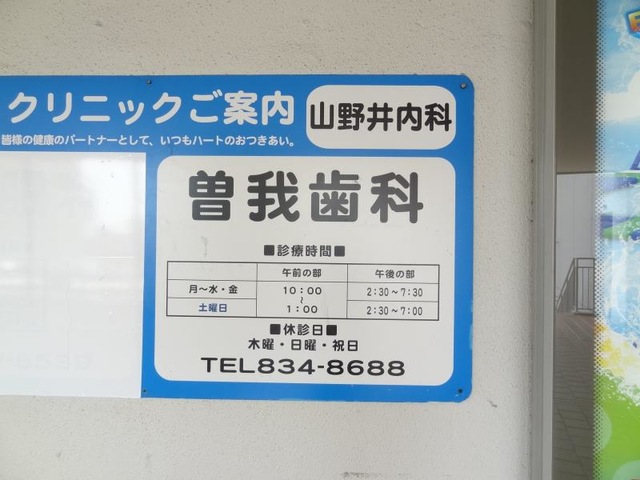 クリニックご案内
山野井内科
皆様の健康のパートナーとして、いつもハートのおつきあい。
曽我歯科
■診療時間■
午前の部 午後の部
月〜水・金 10:00 2:30〜7:30
〜
土曜日 1:00 2:30〜7:00
■休診日■
木曜・日曜・祝日
TEL834-8688